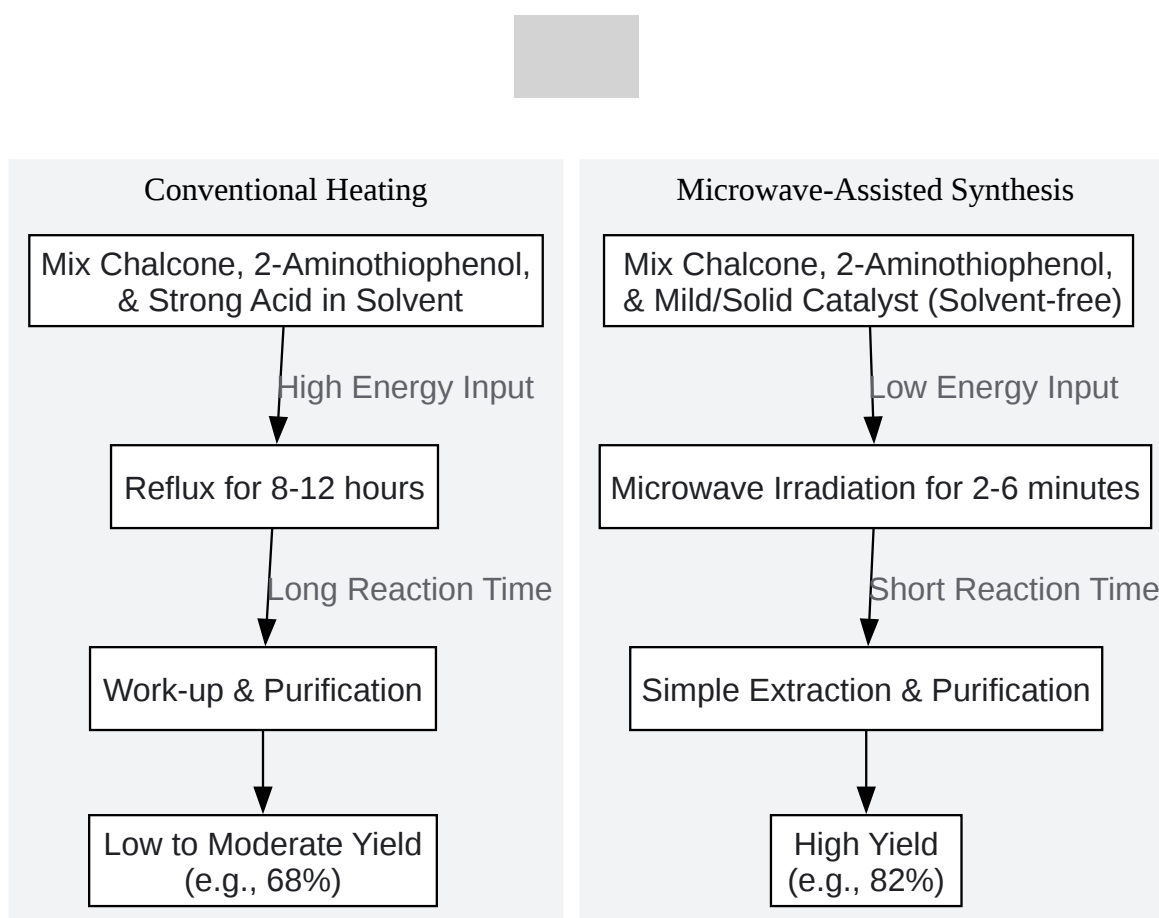 Conventional Heating
Mix Chalcone, 2-Aminothiophenol,
& Strong Acid in Solvent
High Energy Input
Reflux for 8-12 hours
Long Reaction Time
Work-up & Purification
Low to Moderate Yield
(e.g., 68%)
Microwave-Assisted Synthesis
Mix Chalcone, 2-Aminothiophenol,
& Mild/Solid Catalyst (Solvent-free)
Low Energy Input
Microwave Irradiation for 2-6 minutes
Short Reaction Time
Simple Extraction & Purification
High Yield
(e.g., 82%)